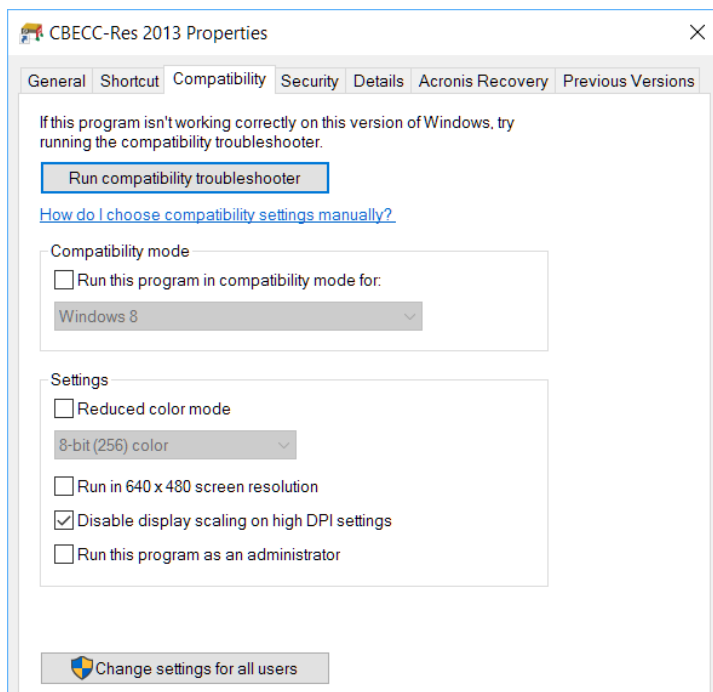 CBECC-Res 2013 Properties
General Shortcut Compatibility Security Details Acronis Recovery Previous Versions
If this program isn't working correctly on this version of Windows, try
running the compatibility troubleshooter.
Run compatibility troubleshooter
How do I choose compatibility settings manually?
Compatibility mode
Run this program in compatibility mode for:
Windows 8
Settings
Reduced color mode
8-bit (256) color
Run in 640 x 480 screen resolution
Disable display scaling on high DPI settings
Run this program as an administrator
Change settings for all users